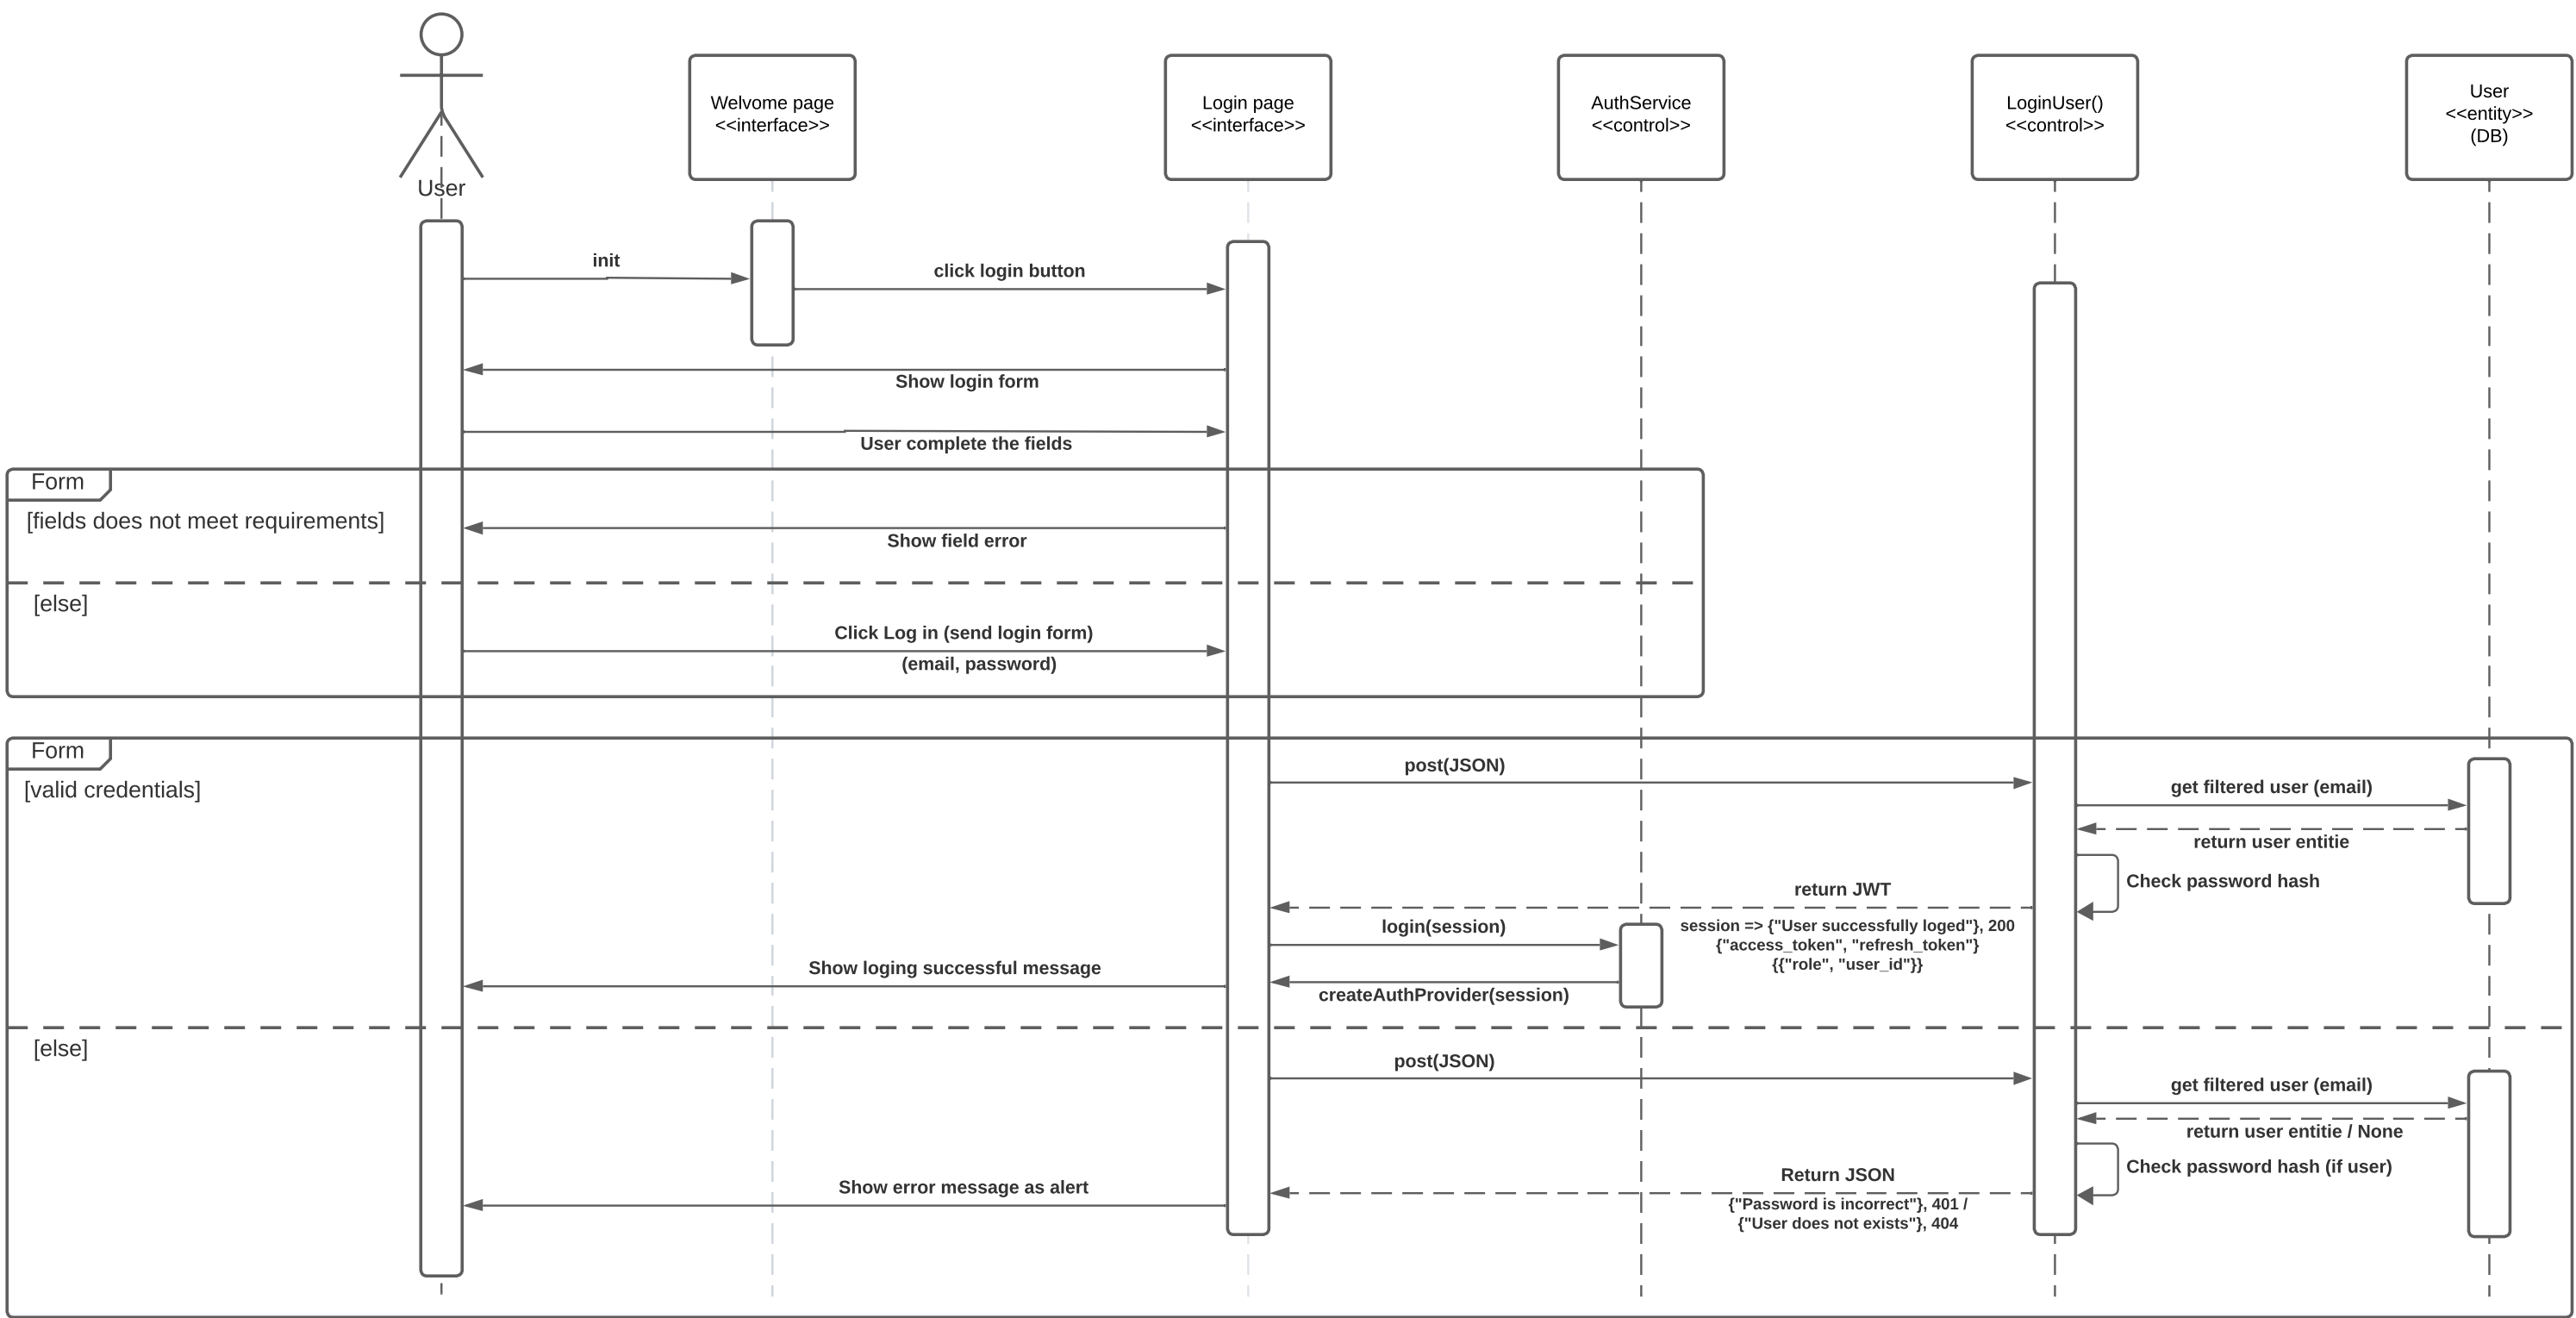 User
Welvome page
<<interface>>
Login page
<<interface>>
AuthService
<<control>>
LoginUser()
<<control>>
User
<<entity>>
(DB)
init
click login button
Show login form
User complete the fields
Form
[fields does not meet requirements]
Show field error
[else]
Click Log in (send login form)
(email, password)
Form
[valid credentials]
post(JSON)
get filtered user (email)
return user entitie
Check password hash
return JWT
session => {"User successfully loged"}, 200
{"access_token", "refresh_token"}
{{"role", "user_id"}}
login(session)
Show loging successful message
createAuthProvider(session)
[else]
post(JSON)
get filtered user (email)
return user entitie / None
Check password hash (if user)
Return JSON
{"Password is incorrect"}, 401 /
{"User does not exists"}, 404
Show error message as alert